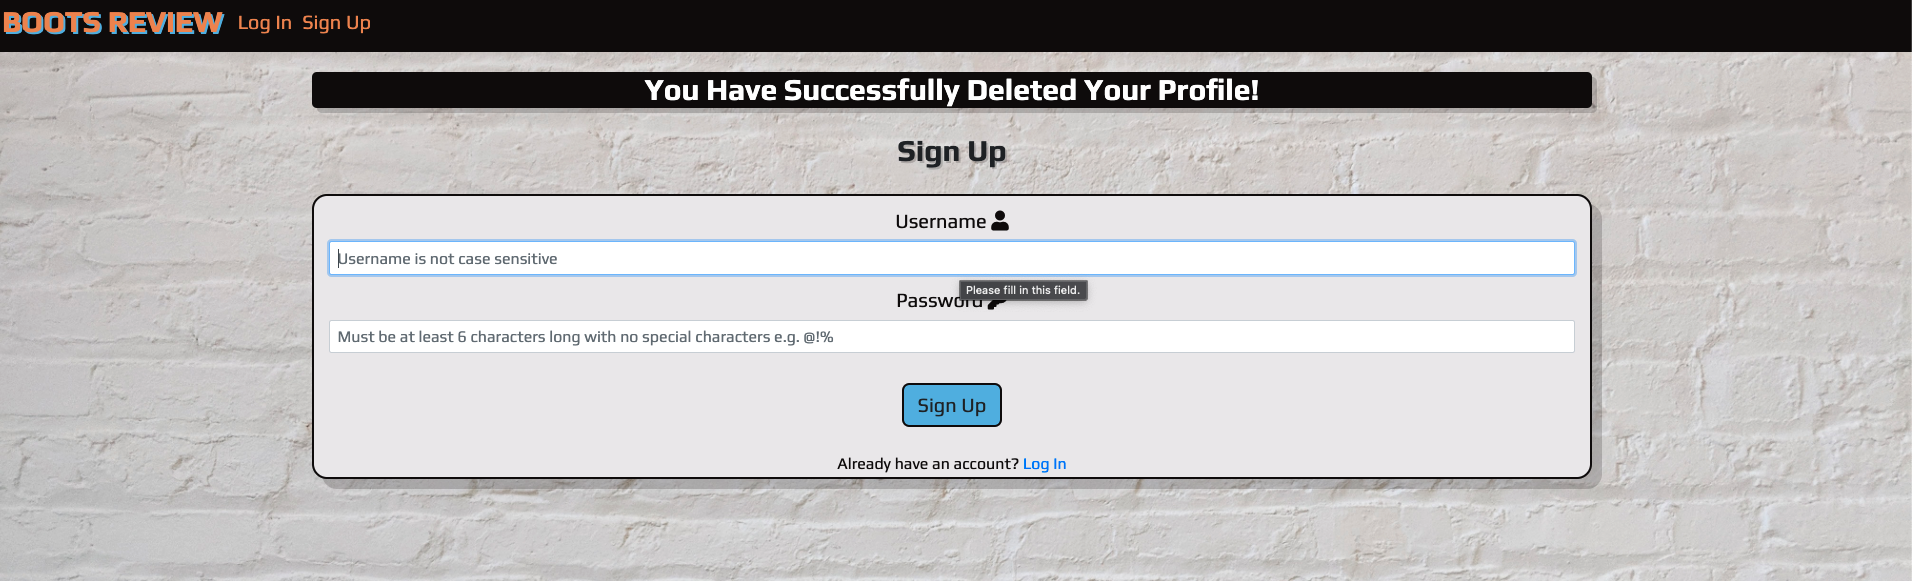 BOOTS REVIEW Log In Sign Up
You Have Successfully Deleted Your Profile!
Sign Up
Username
Username is not case sensitive
Please fill in this field.
Password
Must be at least 6 characters long with no special characters e.g. @!%
Sign Up
Already have an account? Log In